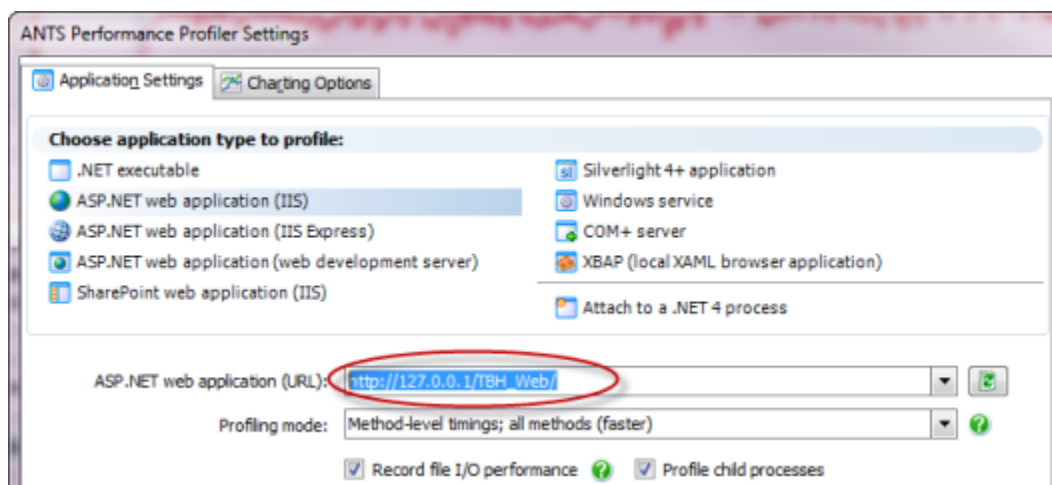 ANTS Performance Profiler Settings
Application Settings
Charting Options
Choose application type to profile:
.NET executable
ASP.NET web application (IIS)
ASP.NET web application (IIS Express)
ASP.NET web application (web development server)
SharePoint web application (IIS)
sl Silverlight 4+ application
Windows service
COM+ server
XBAP (local XAML browser application)
Attach to a .NET 4 process
ASP.NET web application (URL): http://127.0.0.1/TBH_Web/
Profiling mode: Method-level timings; all methods (faster) ?
Record file I/O performance ? Profile child processes